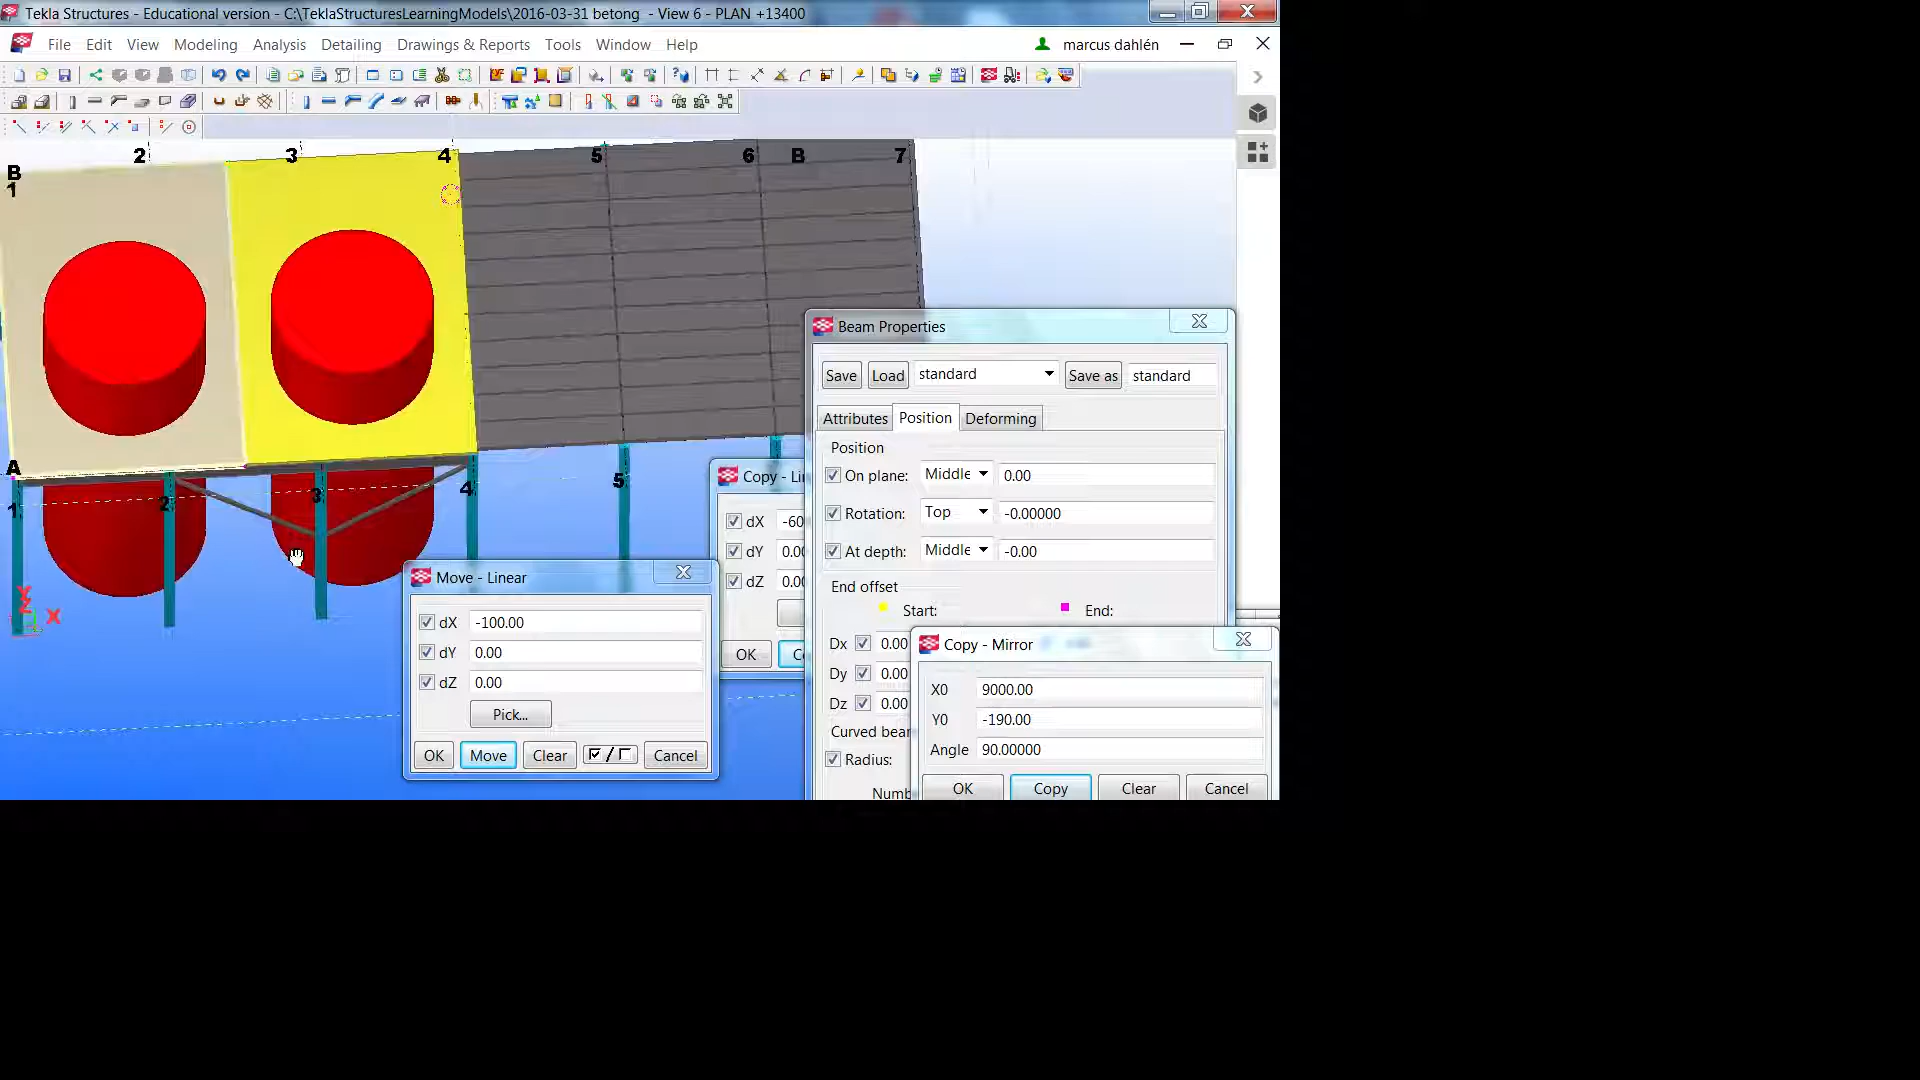 Tekla Structures - Educational version - C:\TeklaStructuresLearningModels\2016-03-31 betong - View 6 - PLAN +13400
File Edit View Modeling Analysis Detailing Drawings & Reports Tools Window Help marcus dahlén
2 3 4 5 6 B 7
B
1
A
1 2 3 4 5
Y
Z X
Beam Properties
Save Load standard Save as standard
Attributes Position Deforming
Position
On plane: Middle 0.00
Rotation: Top -0.00000
At depth: Middle -0.00
End offset
Start: End:
Dx 0.00
Dy 0.00
Dz 0.00
Radius:
Copy
dX -60
dY 0.00
dZ 0.00
OK
Move - Linear
dX -100.00
dY 0.00
dZ 0.00
Pick...
OK Move Clear / Cancel
Copy - Mirror
X0 9000.00
Y0 -190.00
Angle 90.00000
OK Copy Clear Cancel